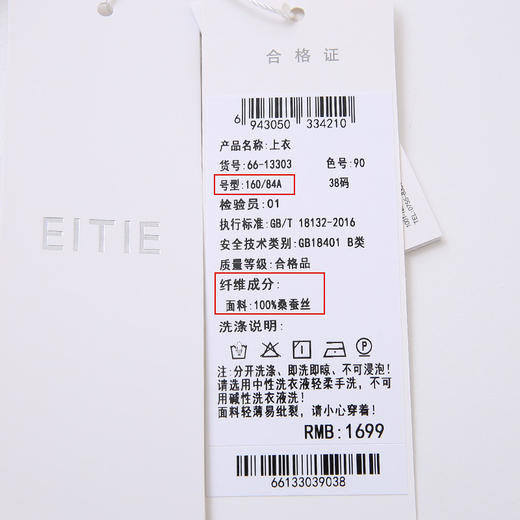 EITIE
合格证
6 943050 334210
产品名称:上衣
货号:66-13303 色号:90
号型:160/84A 38码
检验员:01
执行标准:GB/T 18132-2016
安全技术类别:GB18401 B类
质量等级:合格品
纤维成分:
面料:100%桑蚕丝
洗涤说明:
注:分开洗涤、即洗即晾、不可浸泡!
请选用中性洗衣液轻柔手洗,不可
用碱性洗衣液洗!
面料轻薄易纰裂,请小心穿着!
RMB:1699
66133039038